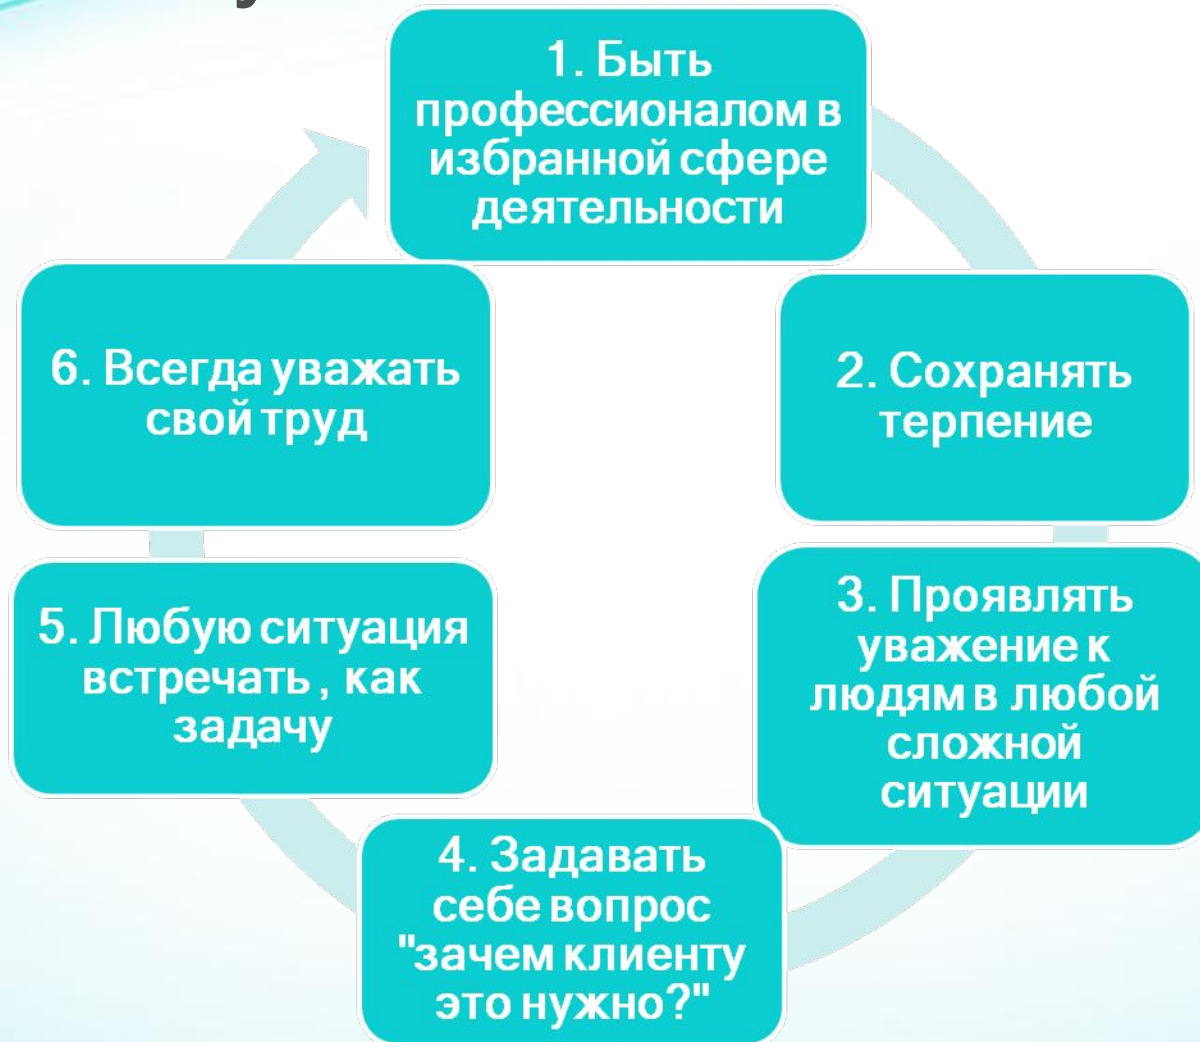 1. Быть
профессионалом в
избранной сфере
деятельности
2. Сохранять
терпение
3. Проявлять
уважение к
людям в любой
сложной
ситуации
4. Задавать
себе вопрос
"зачем клиенту
это нужно?"
5. Любую ситуация
встречать , как
задачу
6. Всегда уважать
свой труд